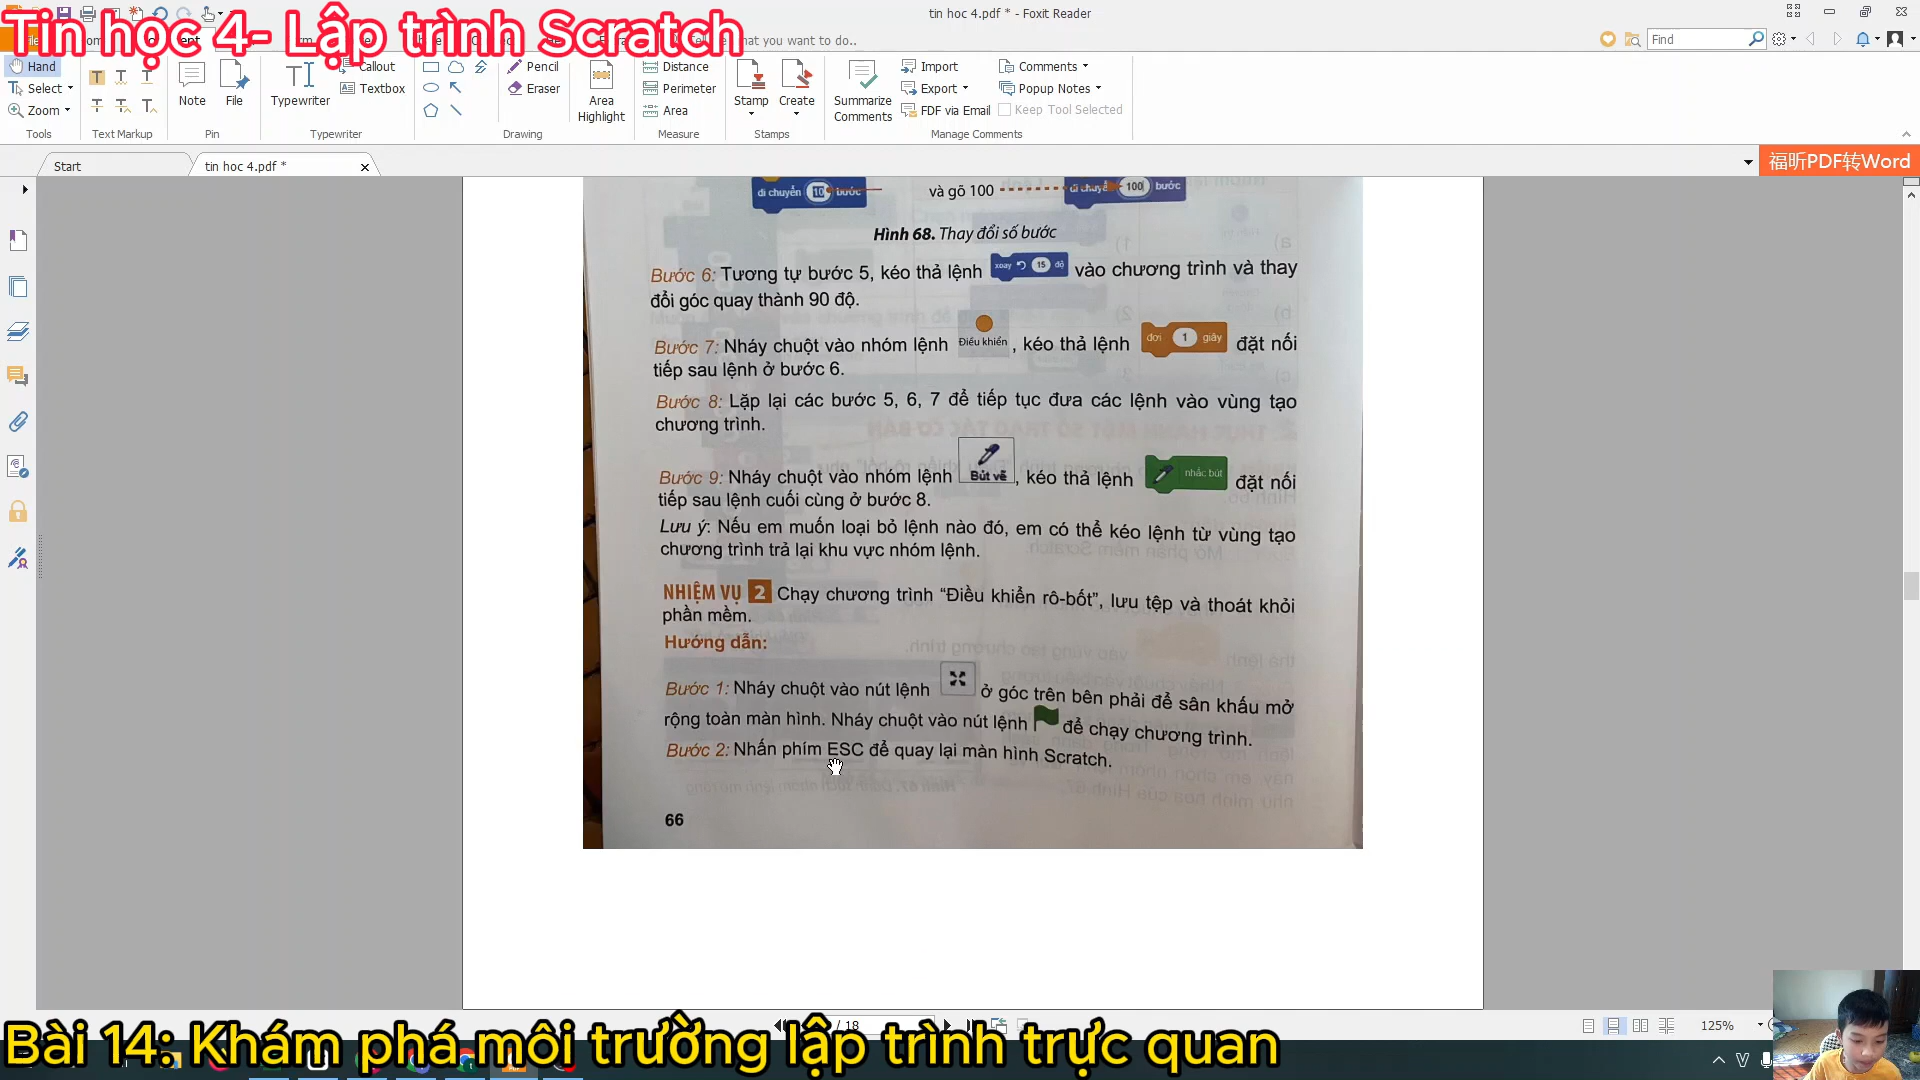 tin hoc 4.pdf * - Foxit Reader
Tin học 4- Lập trình Scratch
hat you want to do..
Find
Hand
Select
Zoom
Tools
Text Markup
Note
File
Pin
Typewriter
Callout
Textbox
Typewriter
Pencil
Eraser
Drawing
Area
Highlight
Distance
Perimeter
Area
Measure
Stamp
Create
Stamps
Summarize
Comments
Import
Export
FDF via Email
Comments
Popup Notes
Keep Tool Selected
Manage Comments
Start
tin hoc 4.pdf *
福昕PDF转Word
di chuyển 10 bước và gõ 100 di chuyển 100 bước
Hình 68. Thay đổi số bước
Bước 6: Tương tự bước 5, kéo thả lệnh xoay 15 độ vào chương trình và thay
đổi góc quay thành 90 độ.
Bước 7: Nháy chuột vào nhóm lệnh Điều khiển, kéo thả lệnh đợi 1 giây đặt nối
tiếp sau lệnh ở bước 6.
Bước 8: Lặp lại các bước 5, 6, 7 để tiếp tục đưa các lệnh vào vùng tạo
chương trình.
Bước 9: Nháy chuột vào nhóm lệnh Bút vẽ, kéo thả lệnh nhấc bút đặt nối
tiếp sau lệnh cuối cùng ở bước 8.
Lưu ý: Nếu em muốn loại bỏ lệnh nào đó, em có thể kéo lệnh từ vùng tạo
chương trình trả lại khu vực nhóm lệnh.
NHIỆM VỤ 2 Chạy chương trình “Điều khiển rô-bốt”, lưu tệp và thoát khỏi
phần mềm.
Hướng dẫn:
Bước 1: Nháy chuột vào nút lệnh ở góc trên bên phải để sân khấu mở
rộng toàn màn hình. Nháy chuột vào nút lệnh để chạy chương trình.
Bước 2: Nhấn phím ESC để quay lại màn hình Scratch.
66
/ 18
125%
Bài 14: Khám phá môi trường lập trình trực quan